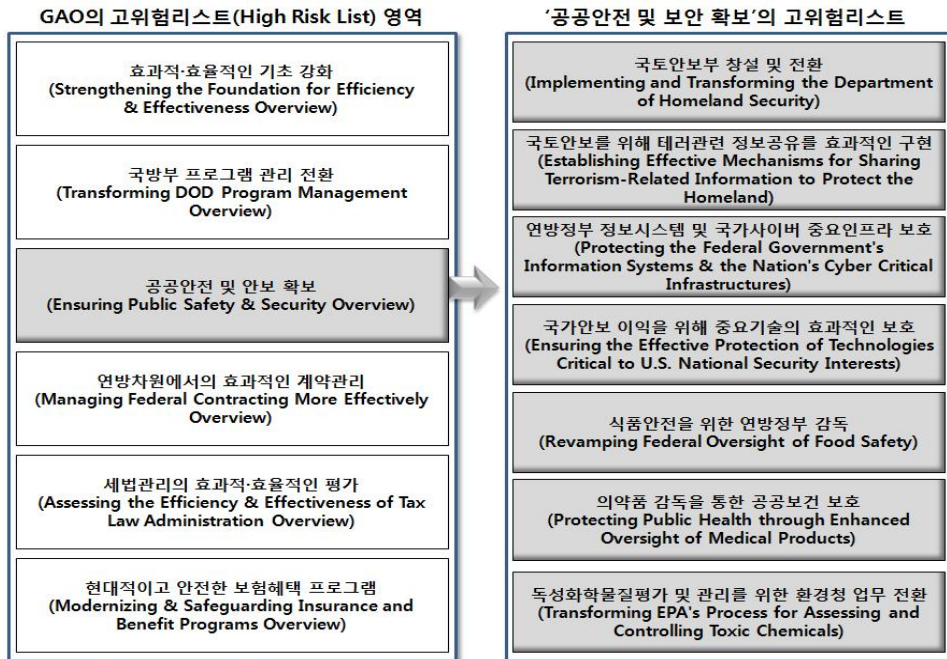 GAO의 고위험리스트(High Risk List) 영역
효과적·효율적인 기초 강화
(Strengthening the Foundation for Efficiency
& Effectiveness Overview)
국방부 프로그램 관리 전환
(Transforming DOD Program Management
Overview)
공공안전 및 안보 확보
(Ensuring Public Safety & Security Overview)
연방차원에서의 효과적인 계약관리
(Managing Federal Contracting More Effectively
Overview)
세법관리의 효과적·효율적인 평가
(Assessing the Efficiency & Effectiveness of Tax
Law Administration Overview)
현대적이고 안전한 보험혜택 프로그램
(Modernizing & Safeguarding Insurance and
Benefit Programs Overview)
‘공공안전 및 보안 확보’의 고위험리스트
국토안보부 창설 및 전환
(Implementing and Transforming the Department
of Homeland Security)
국토안보를 위해 테러관련 정보공유를 효과적인 구현
(Establishing Effective Mechanisms for Sharing
Terrorism-Related Information to Protect the
Homeland)
연방정부 정보시스템 및 국가사이버 중요인프라 보호
(Protecting the Federal Government's
Information Systems & the Nation's Cyber Critical
Infrastructures)
국가안보 이익을 위해 중요기술의 효과적인 보호
(Ensuring the Effective Protection of Technologies
Critical to U.S. National Security Interests)
식품안전을 위한 연방정부 감독
(Revamping Federal Oversight of Food Safety)
의약품 감독을 통한 공공보건 보호
(Protecting Public Health through Enhanced
Oversight of Medical Products)
독성화학물질평가 및 관리를 위한 환경청 업무 전환
(Transforming EPA's Process for Assessing and
Controlling Toxic Chemicals)